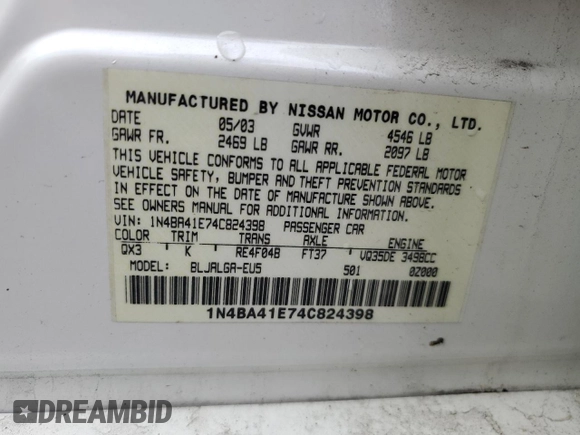 MANUFACTURED BY NISSAN MOTOR CO., LTD.
DATE 05/03 GVWR 4546 LB
GAWR FR. 2469 LB GAWR RR. 2097 LB
THIS VEHICLE CONFORMS TO ALL APPLICABLE FEDERAL MOTOR
VEHICLE SAFETY, BUMPER AND THEFT PREVENTION STANDARDS
IN EFFECT ON THE DATE OF MANUFACTURE SHOWN ABOVE.
SEE OWNERS MANUAL FOR ADDITIONAL INFORMATION.
VIN: 1N4BA41E74C824398 PASSENGER CAR
COLOR TRIM TRANS AXLE ENGINE
QX3 K RE4F04B FT37 VQ35DE 3498CC
MODEL: BLJALGA-EU5 501 0Z000
1N4BA41E74C824398
DREAMBID